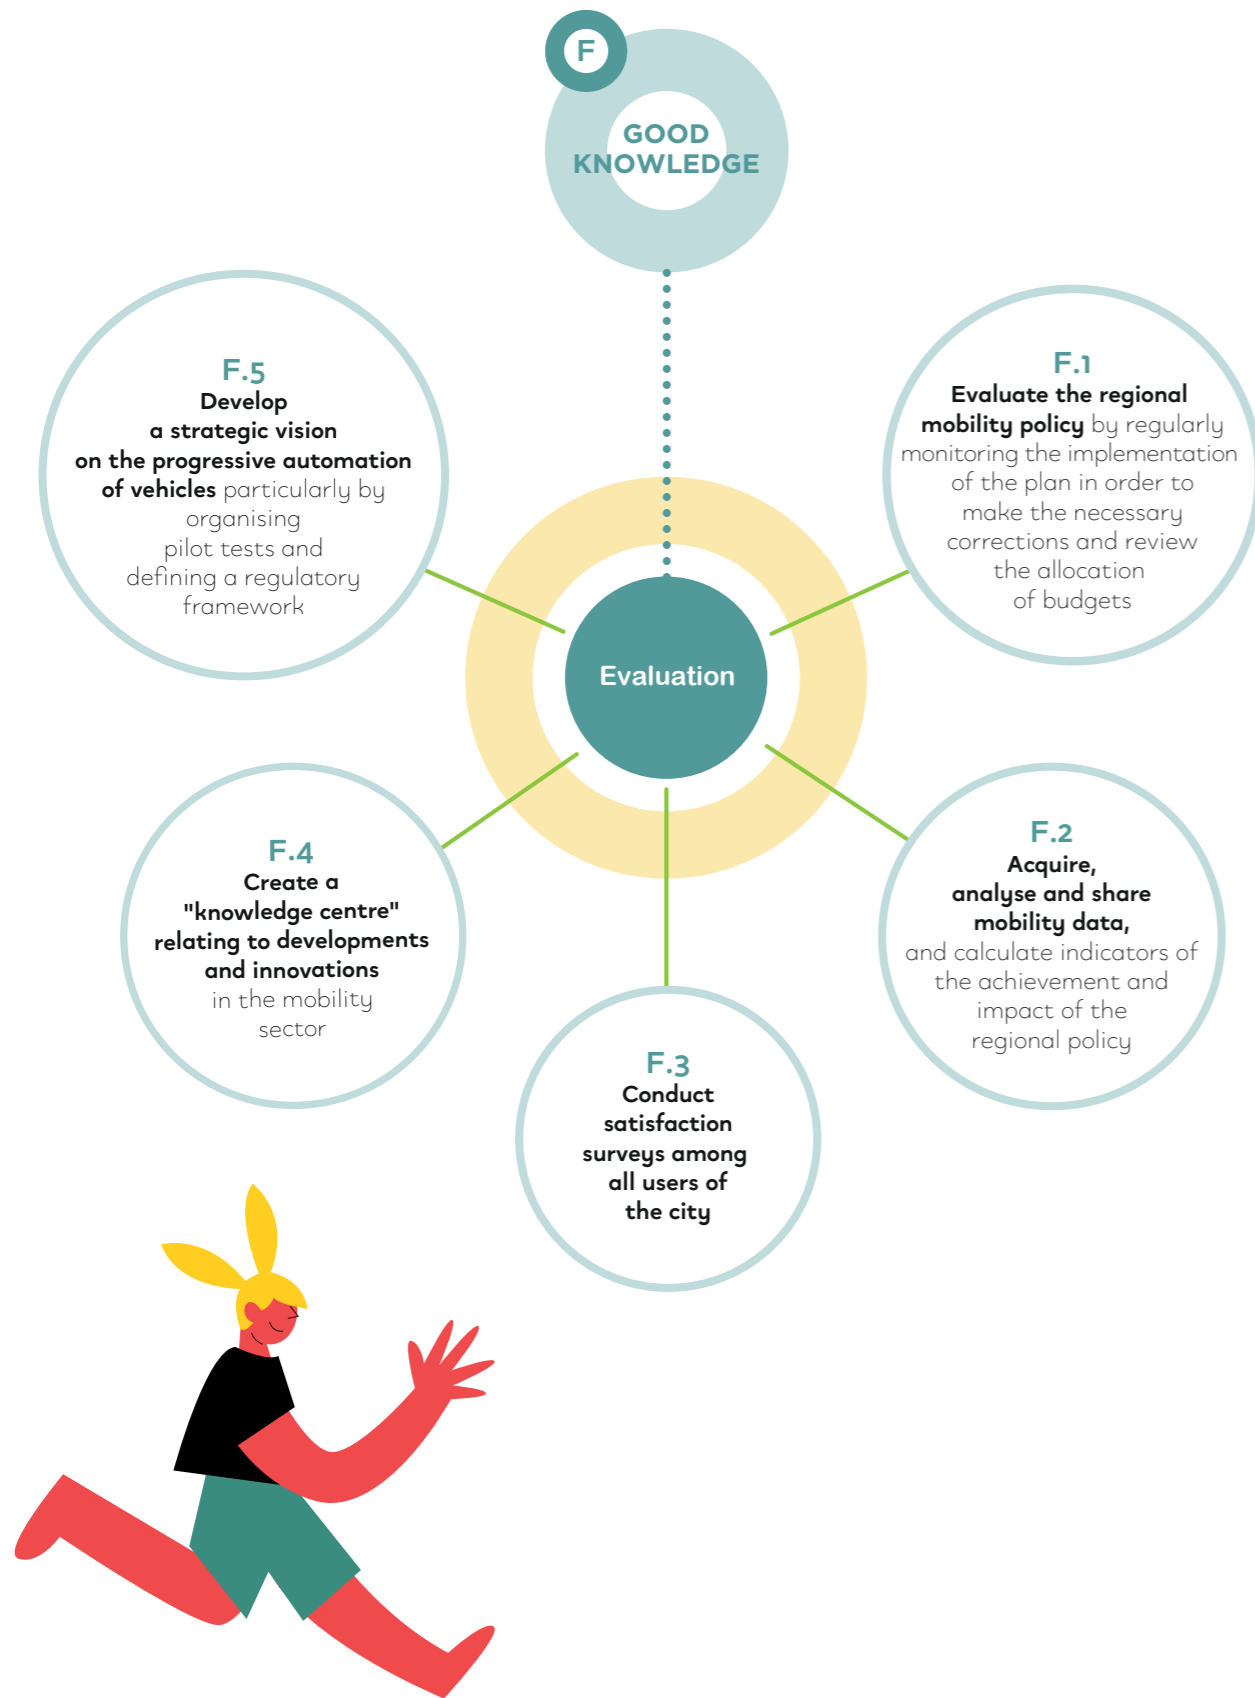 F
GOOD
KNOWLEDGE
Evaluation
F.1
Evaluate the regional
mobility policy by regularly
monitoring the implementation
of the plan in order to
make the necessary
corrections and review
the allocation
of budgets
F.2
Acquire,
analyse and share
mobility data,
and calculate indicators of
the achievement and
impact of the
regional policy
F.3
Conduct
satisfaction
surveys among
all users of
the city
F.4
Create a
"knowledge centre"
relating to developments
and innovations
in the mobility
sector
F.5
Develop
a strategic vision
on the progressive automation
of vehicles particularly by
organising
pilot tests and
defining a regulatory
framework